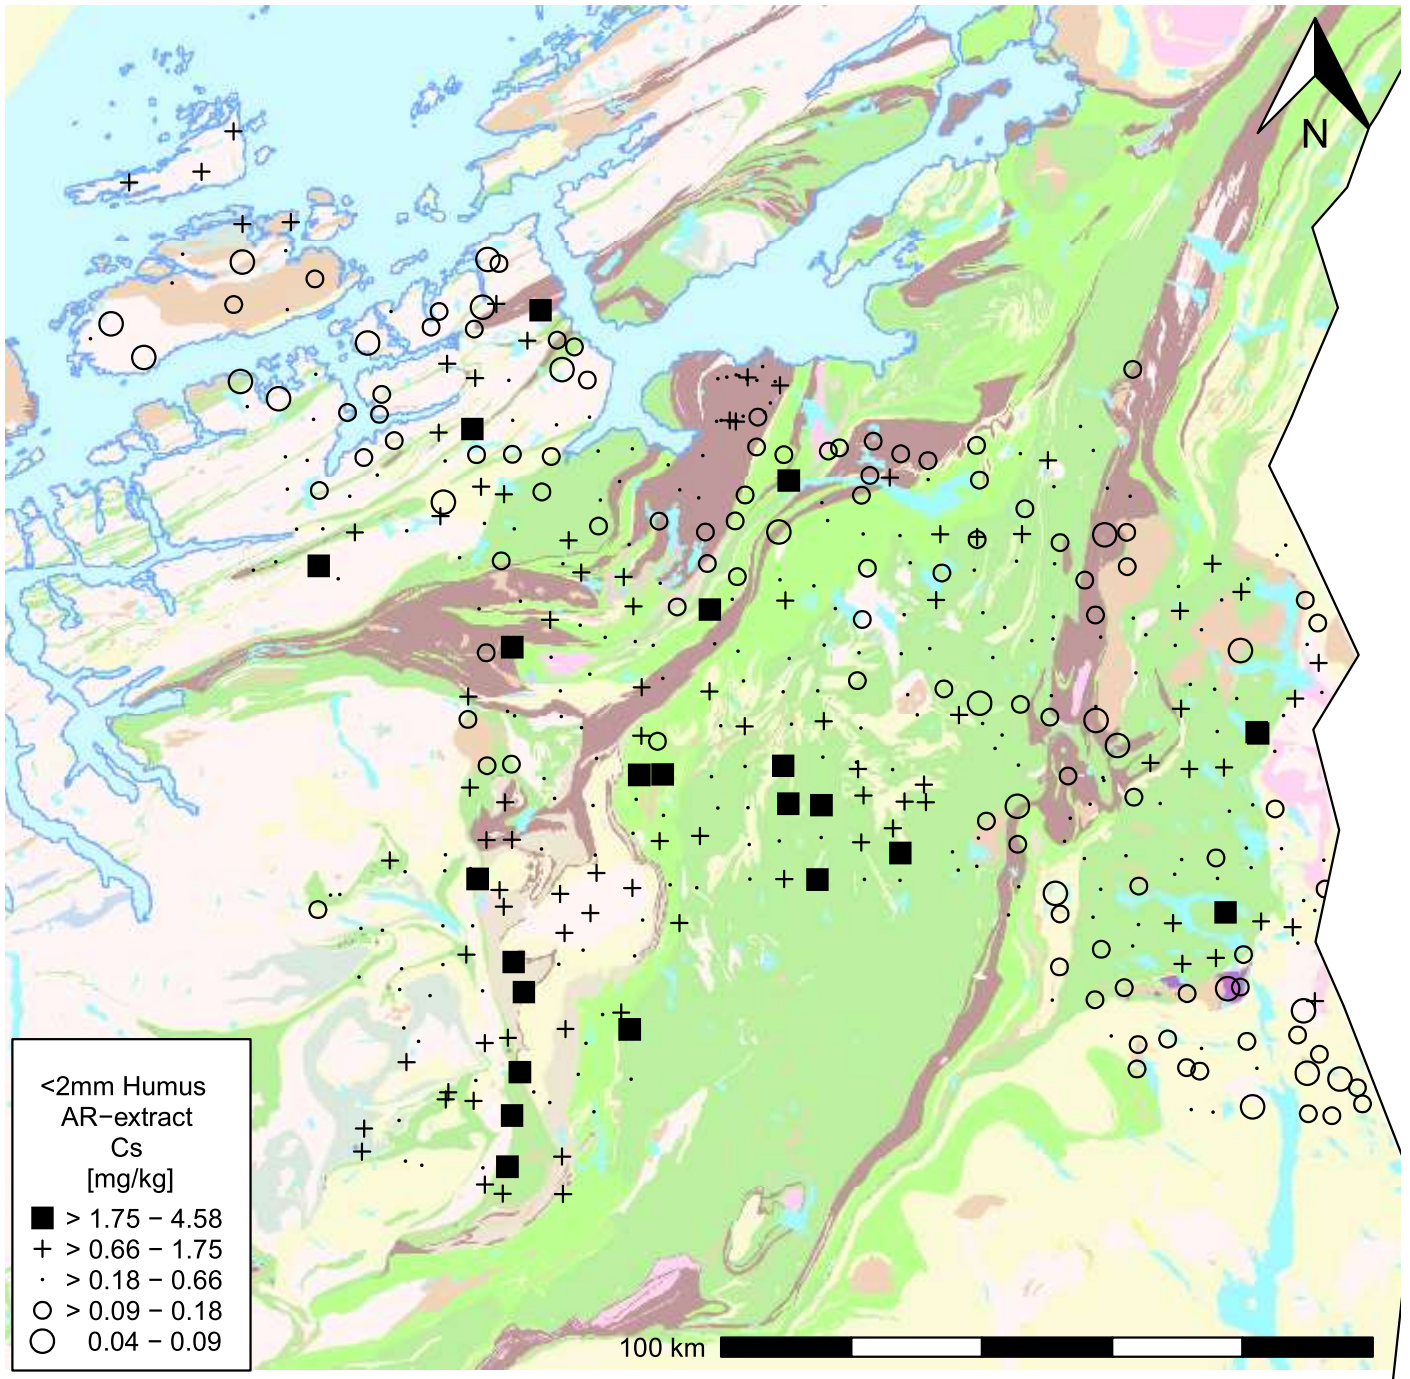 N
<2mm Humus
AR−extract
Cs
[mg/kg]
> 1.75 − 4.58
> 0.66 − 1.75
> 0.18 − 0.66
> 0.09 − 0.18
0.04 − 0.09
100 km